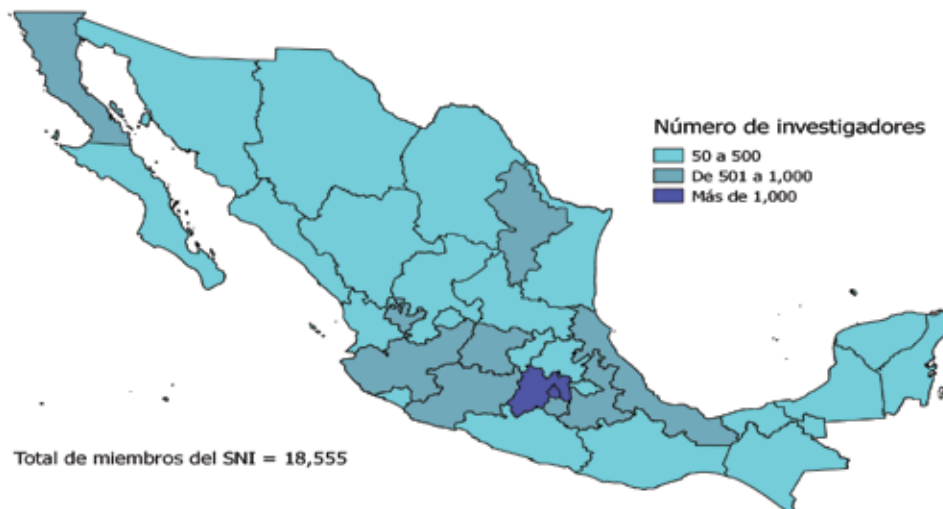 Número de investigadores
50 a 500
De 501 a 1,000
Más de 1,000
Total de miembros del SNI = 18,555